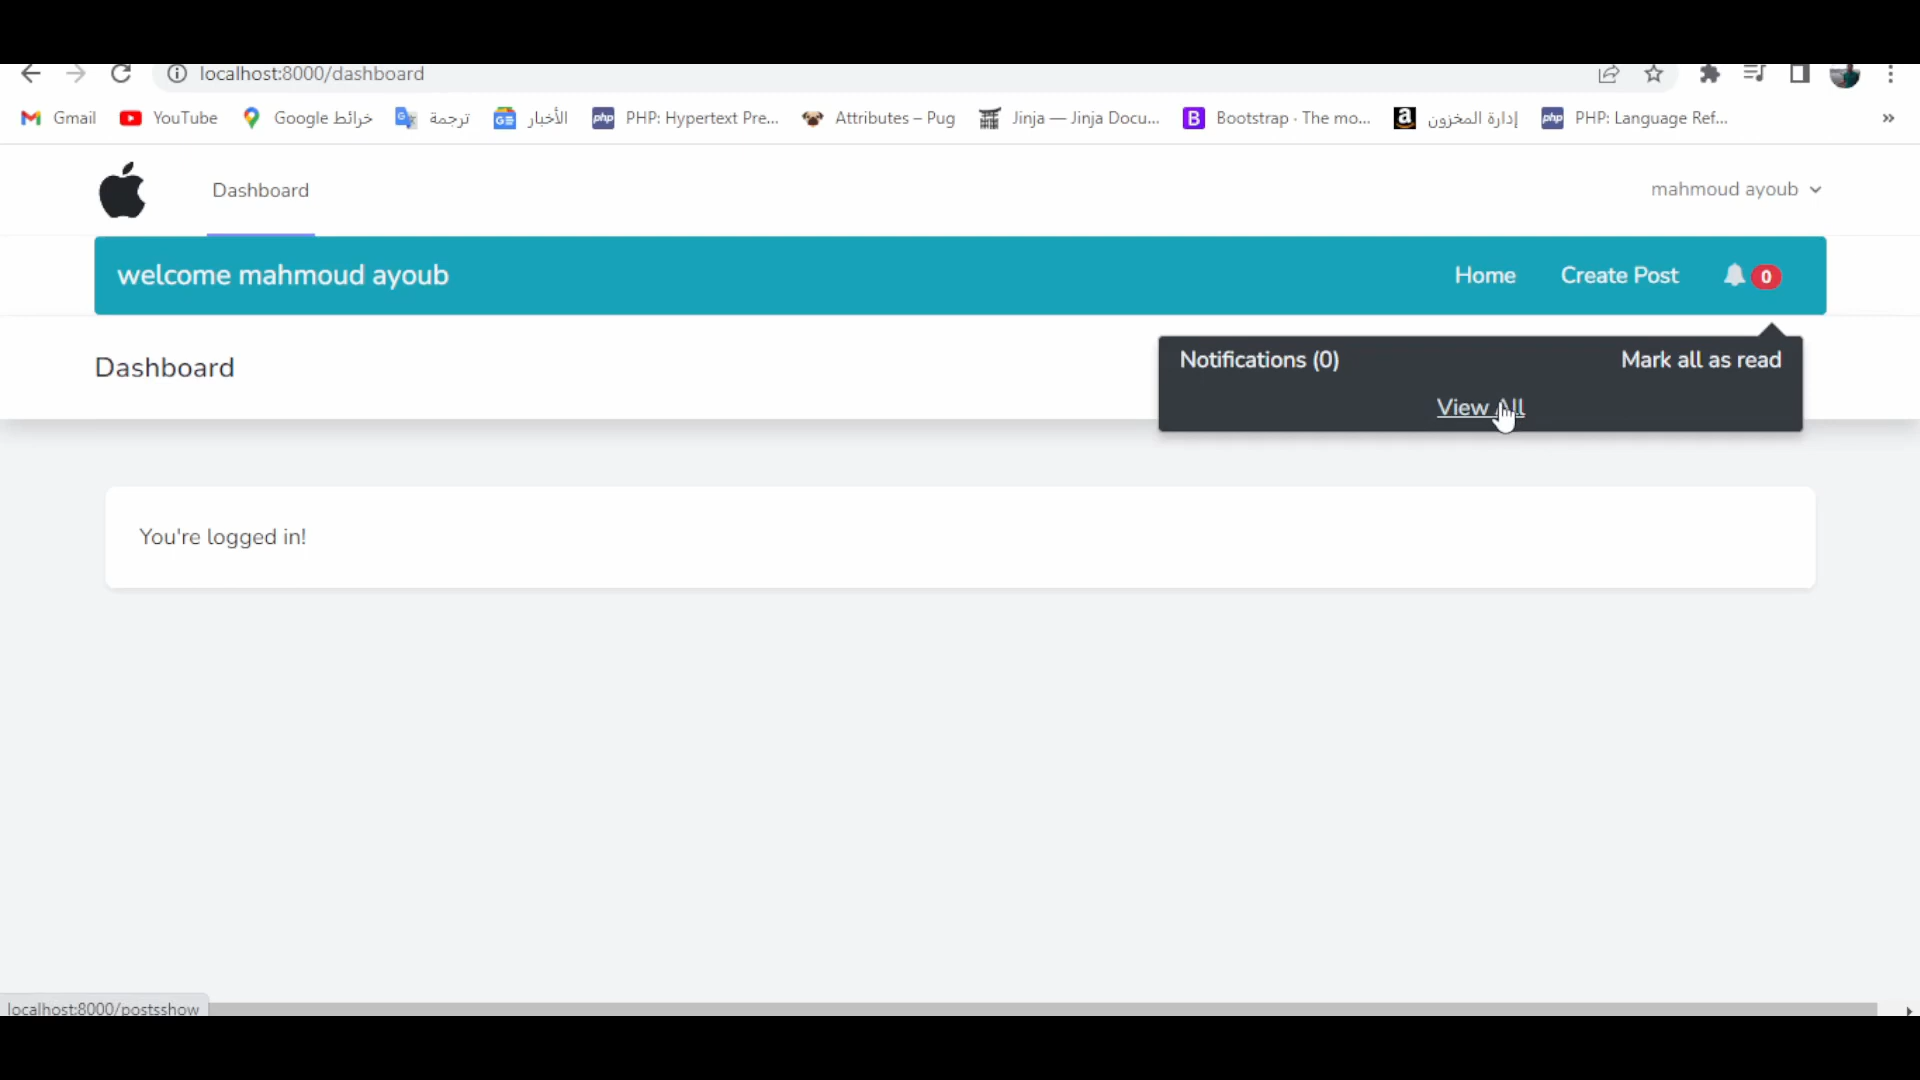 localhost:8000/dashboard
Gmail
YouTube
خرائط Google
ترجمة
الأخبار
PHP: Hypertext Pre...
Attributes – Pug
Jinja — Jinja Docu...
Bootstrap · The mo...
إدارة المخزون
PHP: Language Ref...
Dashboard
mahmoud ayoub
welcome mahmoud ayoub
Home
Create Post
0
Dashboard
Notifications (0)
Mark all as read
View All
You're logged in!
localhost:8000/postsshow